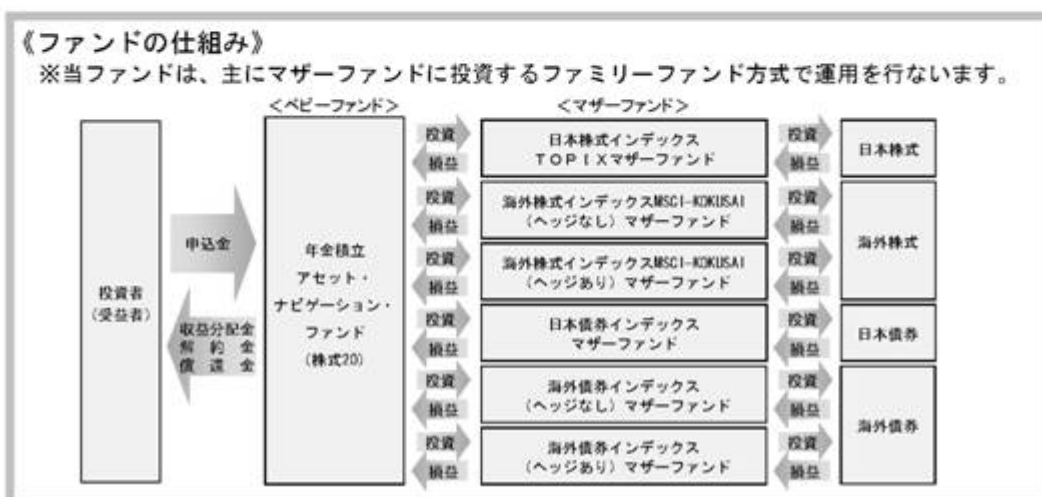 《ファンドの仕組み》
※当ファンドは、主にマザーファンドに投資するファミリーファンド方式で運用を行ないます。
<ベビーファンド>
<マザーファンド>
投資者
(受益者)
申込金
収益分配金
解約金
償還金
年金積立
アセット・
ナビゲーション・
ファンド
(株式20)
投資
損益
日本株式インデックス
TOPIXマザーファンド
投資
損益
日本株式
投資
損益
海外株式インデックスMSCI-KOKUSAI
(ヘッジなし)マザーファンド
投資
損益
投資
損益
海外株式インデックスMSCI-KOKUSAI
(ヘッジあり)マザーファンド
投資
損益
海外株式
投資
損益
日本債券インデックス
マザーファンド
投資
損益
日本債券
投資
損益
海外債券インデックス
(ヘッジなし)マザーファンド
投資
損益
投資
損益
海外債券インデックス
(ヘッジあり)マザーファンド
投資
損益
海外債券